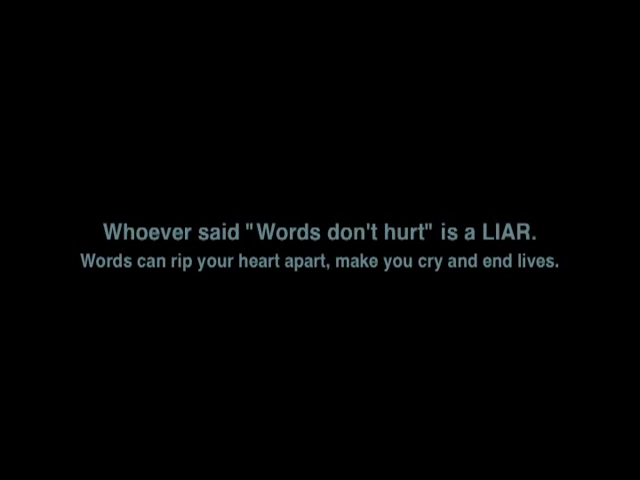 Whoever said "Words don't hurt" is a LIAR.
Words can rip your heart apart, make you cry and end lives.